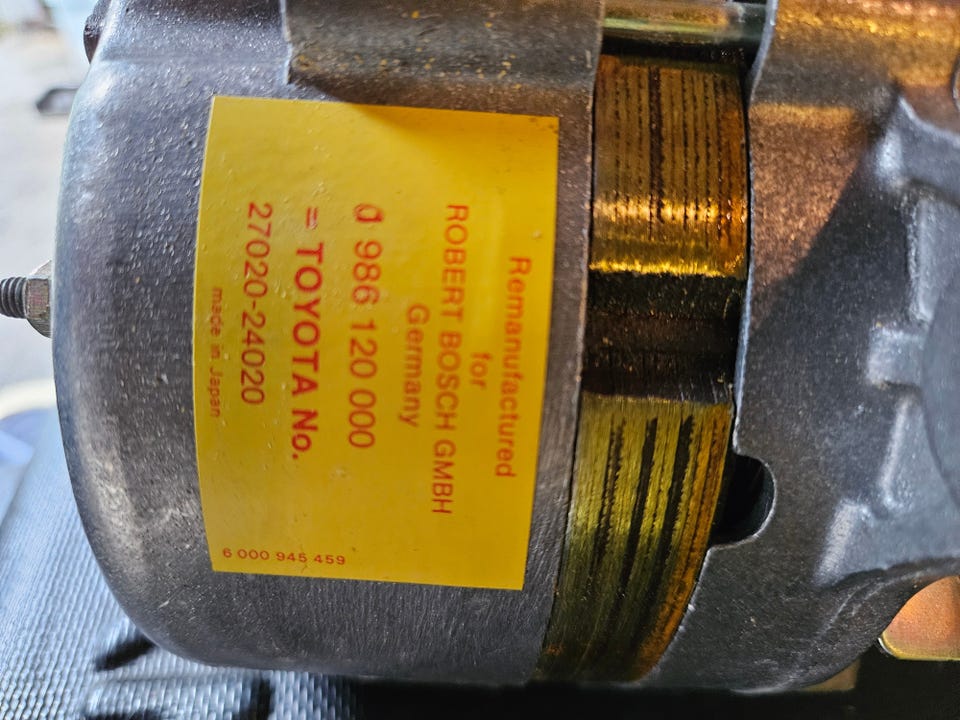 Remanufactured
for
ROBERT BOSCH GMBH
Germany
0 986 120 000
= TOYOTA No.
27020-24020
made in Japan
6 000 945 459